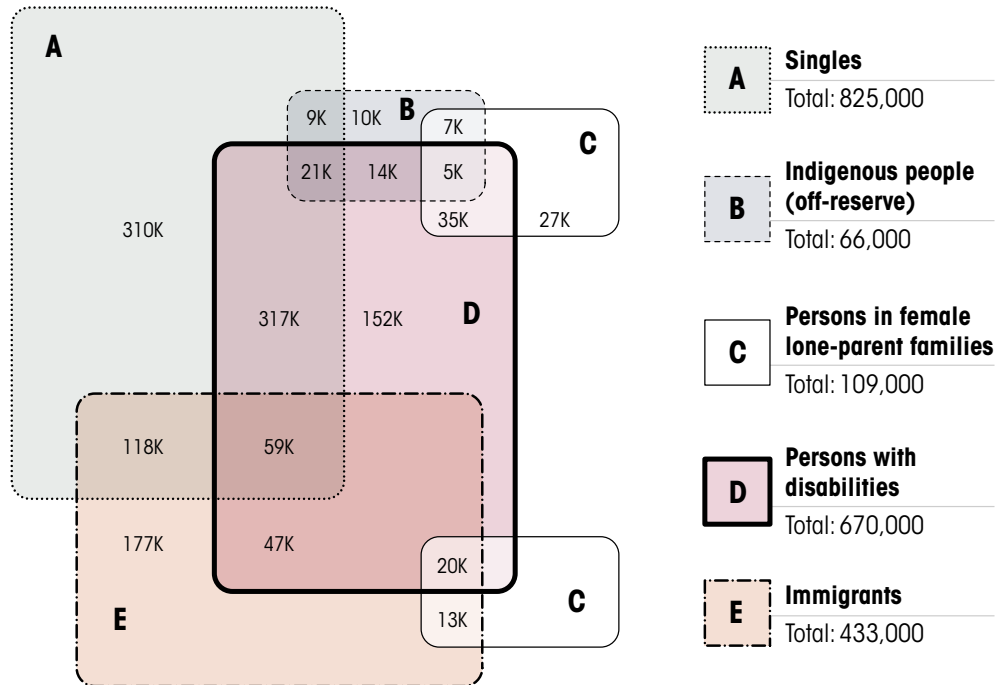 A
9K 10K B
7K
C
21K 14K 5K
310K
35K 27K
317K 152K D
118K 59K
177K 47K
20K
C
E
13K
A
Singles
Total: 825,000
B
Indigenous people
(off-reserve)
Total: 66,000
C
Persons in female
lone-parent families
Total: 109,000
D
Persons with
disabilities
Total: 670,000
E
Immigrants
Total: 433,000